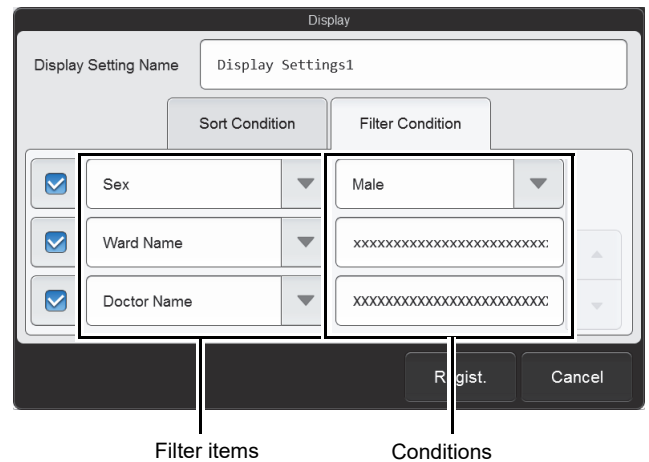 Display
Display Setting Name Display Settings1
Sort Condition Filter Condition
Sex Male
Ward Name xxxxxxxxxxxxxxxxxxxxxxxxx
Doctor Name xxxxxxxxxxxxxxxxxxxxxxxxx
Regist. Cancel
Filter items Conditions